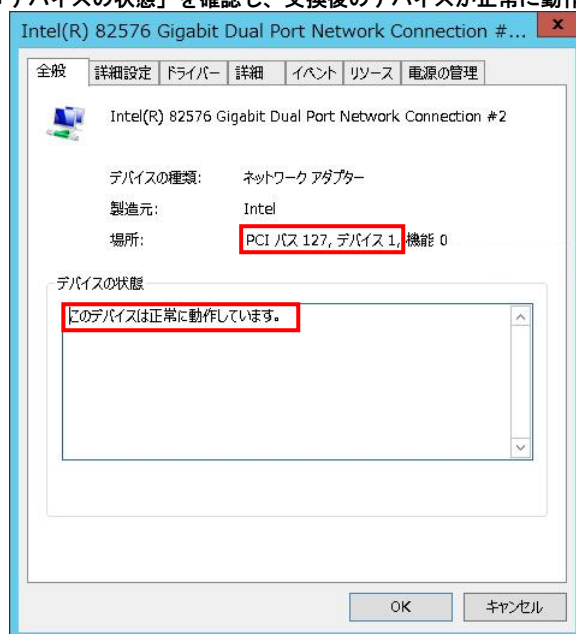 デバイスの状態」を確認し、交換後のデバイスが正常に動作
Intel(R) 82576 Gigabit Dual Port Network Connection #...
x
全般 詳細設定 ドライバー 詳細 イベント リソース 電源の管理
Intel(R) 82576 Gigabit Dual Port Network Connection #2
デバイスの種類: ネットワーク アダプター
製造元: Intel
場所: PCI バス 127, デバイス 1, 機能 0
デバイスの状態
このデバイスは正常に動作しています。
OK キャンセル